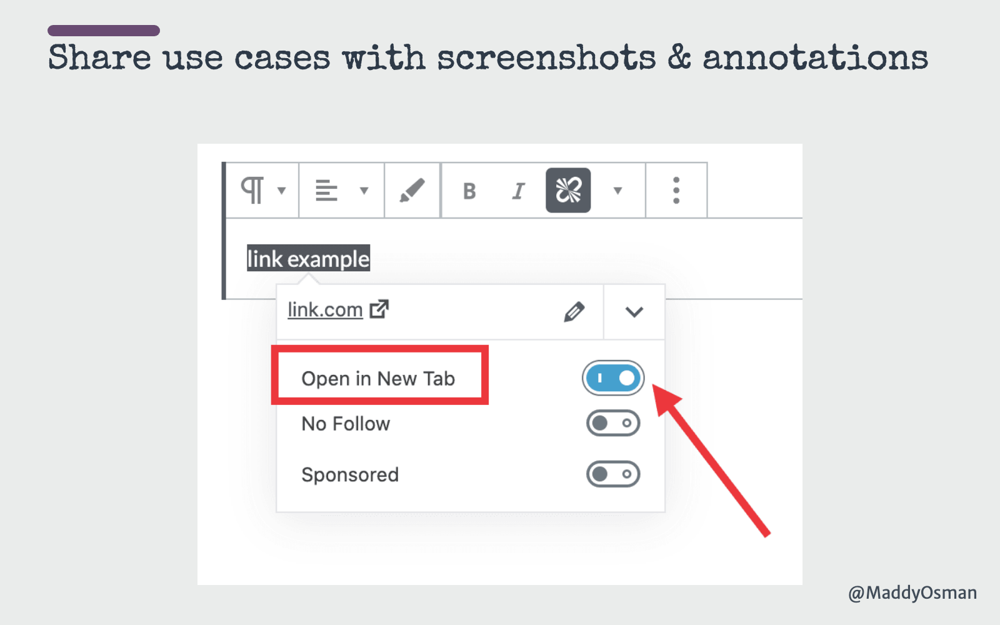 Share use cases with screenshots & annotations
B I
link example
link.com
Open in New Tab
No Follow
Sponsored
@MaddyOsman